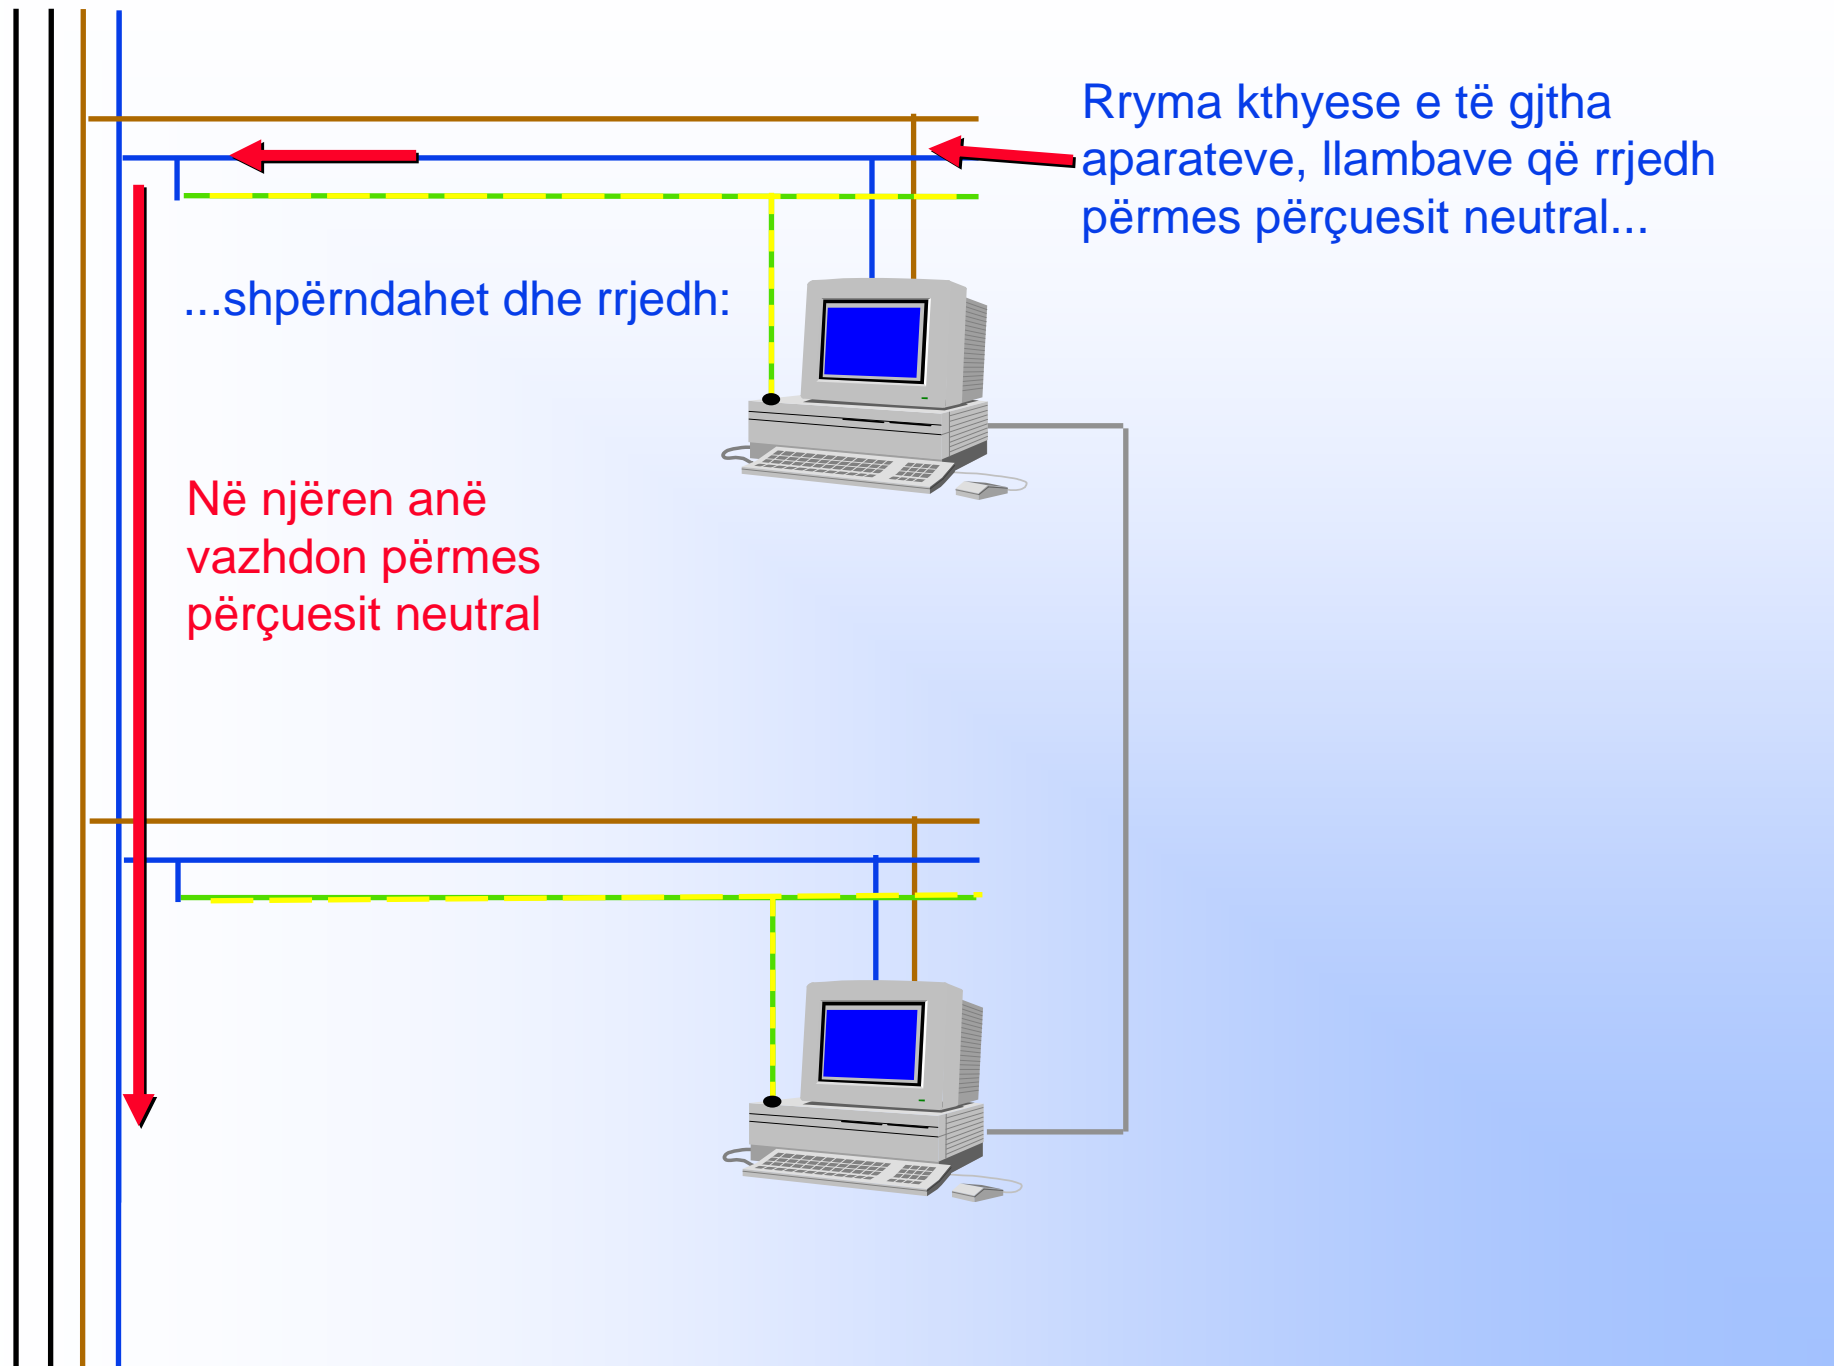 Rryma kthyese e të gjtha
aparateve, llambave që rrjedh
përmes përçuesit neutral...
...shpërndahet dhe rrjedh:
Në njëren anë
vazhdon përmes
përçuesit neutral